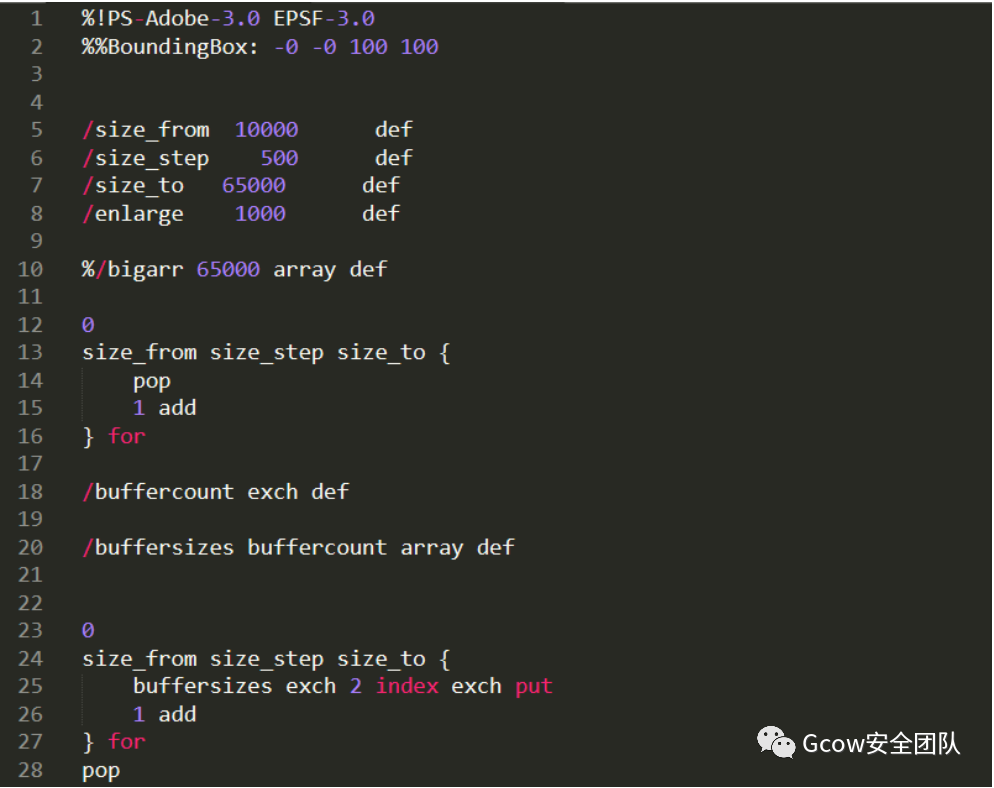 1 %!PS-Adobe-3.0 EPSF-3.0
2 %%BoundingBox: -0 -0 100 100
3
4
5 /size_from 10000 def
6 /size_step 500 def
7 /size_to 65000 def
8 /enlarge 1000 def
9
10 %/bigarr 65000 array def
11
12 0
13 size_from size_step size_to {
14 pop
15 1 add
16 } for
17
18 /buffercount exch def
19
20 /buffersizes buffercount array def
21
22
23 0
24 size_from size_step size_to {
25 buffersizes exch 2 index exch put
26 1 add
27 } for
28 pop
Gcow安全团队